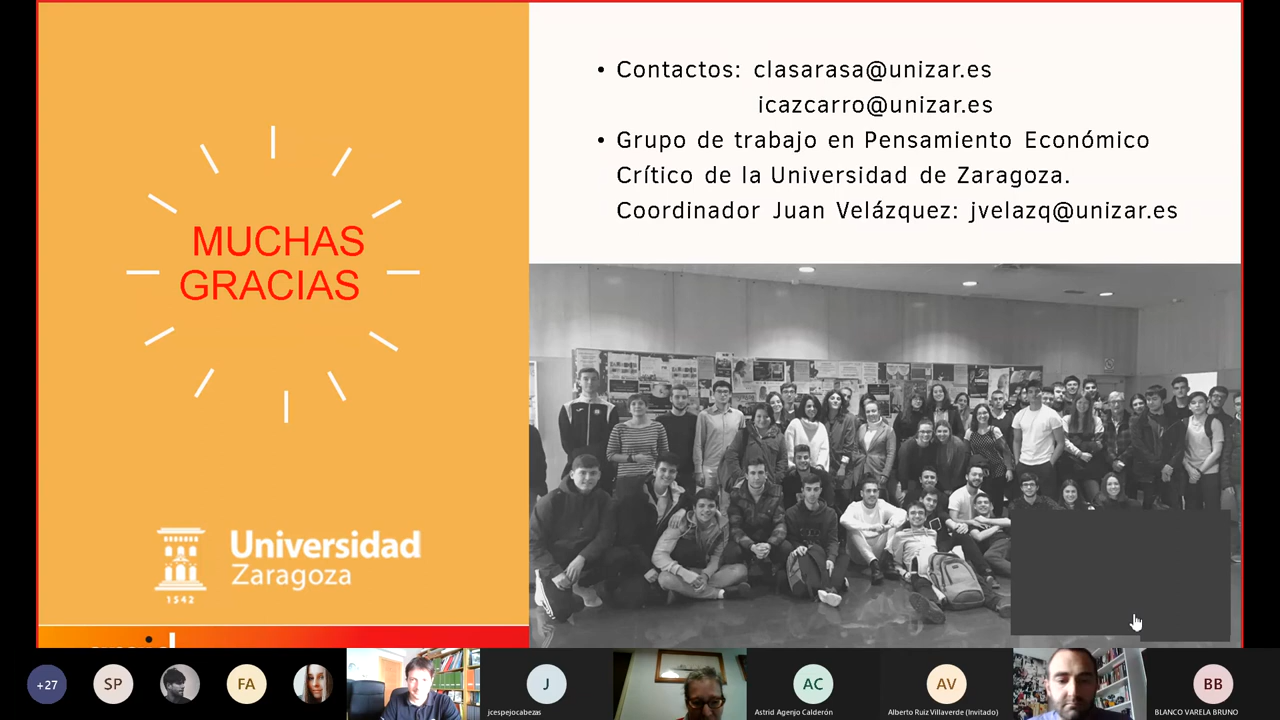 • Contactos: clasarasa@unizar.es
icazcarro@unizar.es
• Grupo de trabajo en Pensamiento Económico
Crítico de la Universidad de Zaragoza.
Coordinador Juan Velázquez: jvelazq@unizar.es
MUCHAS
GRACIAS
Universidad
Zaragoza
1542
+27
SP
FA
J
jcespejocabezas
AC
Astrid Agenjo Calderón
AV
Alberto Ruiz Villaverde (Invitado)
BB
BLANCO VARELA BRUNO